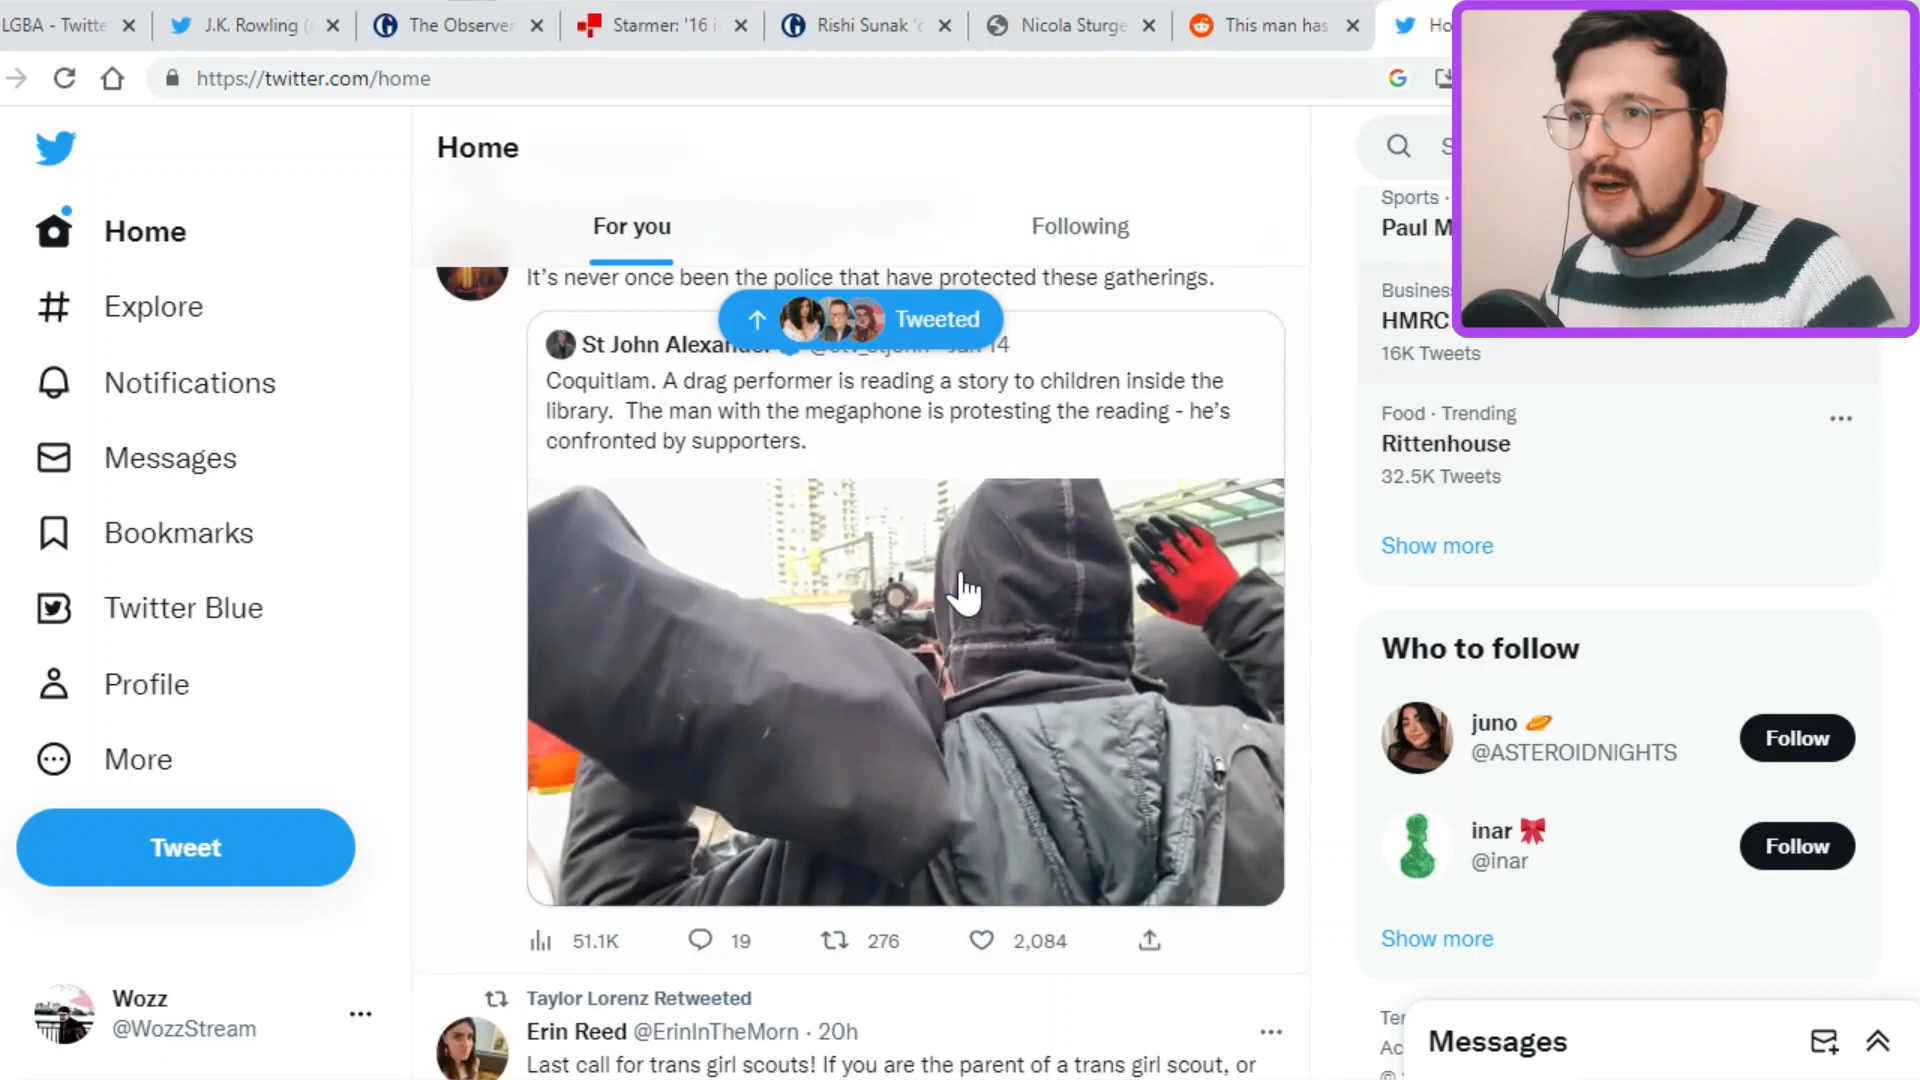 LGBA - Twitte
J.K. Rowling (
The Observer
Starmer: '16 i
Rishi Sunak 'c
Nicola Sturge
This man has
Ho
https://twitter.com/home
Home
Explore
Notifications
Messages
Bookmarks
Twitter Blue
Profile
More
Tweet
Wozz
@WozzStream
Home
For you
Following
It's never once been the police that have protected these gatherings.
Tweeted
St John Alexander
Coquitlam. A drag performer is reading a story to children inside the
library. The man with the megaphone is protesting the reading - he's
confronted by supporters.
51.1K 19 276 2,084
Taylor Lorenz Retweeted
Erin Reed @ErinInTheMorn · 20h
Last call for trans girl scouts! If you are the parent of a trans girl scout, or
S
Sports ·
Paul M
Business
HMRC
16K Tweets
Food · Trending
Rittenhouse
32.5K Tweets
Show more
Who to follow
juno
@ASTEROIDNIGHTS
Follow
inar
@inar
Follow
Show more
Ter
Ac
©
Messages